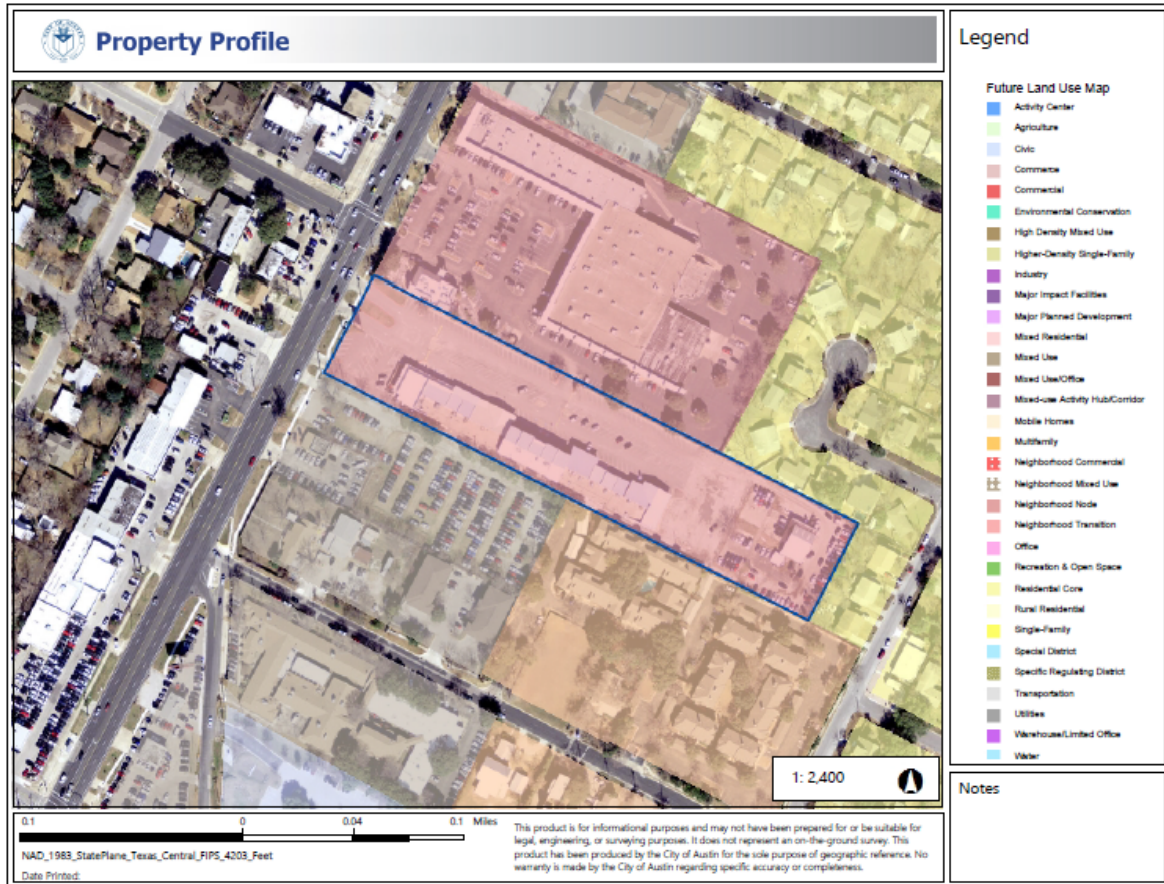 CITY OF AUSTIN
Property Profile
Legend
Future Land Use Map
Activity Center
Agriculture
Civic
Commerce
Commercial
Environmental Conservation
High Density Mixed Use
Higher-Density Single-Family
Industry
Major Impact Facilities
Major Planned Development
Mixed Residential
Mixed Use
Mixed Use/Office
Mixed-use Activity Hub/Corridor
Mobile Homes
Multifamily
Neighborhood Commercial
Neighborhood Mixed Use
Neighborhood Node
Neighborhood Transition
Office
Recreation & Open Space
Residential Core
Rural Residential
Single-Family
Special District
Specific Regulating District
Transportation
Utilities
Warehouse/Limited Office
Water
1: 2,400
Notes
0.1 0 0.04 0.1 Miles
NAD_1983_StatePlane_Texas_Central_FIPS_4203_Feet
Date Printed:
This product is for informational purposes and may not have been prepared for or be suitable for
legal, engineering, or surveying purposes. It does not represent an on-the-ground survey. This
product has been produced by the City of Austin for the sole purpose of geographic reference. No
warranty is made by the City of Austin regarding specific accuracy or completeness.